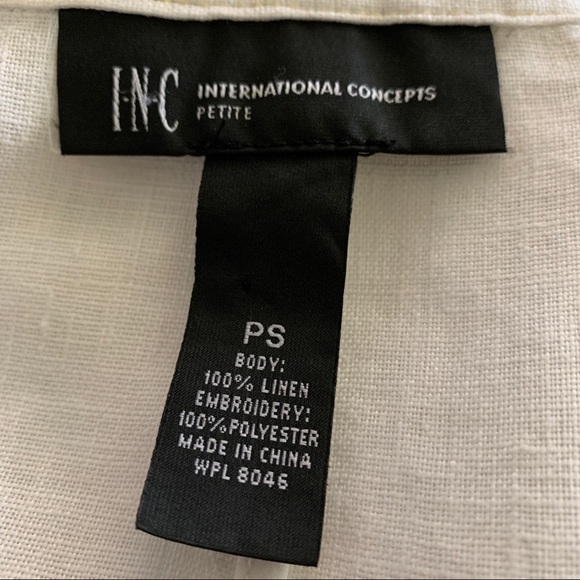 I·N·C INTERNATIONAL CONCEPTS
PETITE
PS
BODY:
100% LINEN
EMBROIDERY:
100% POLYESTER
MADE IN CHINA
WPL 8046